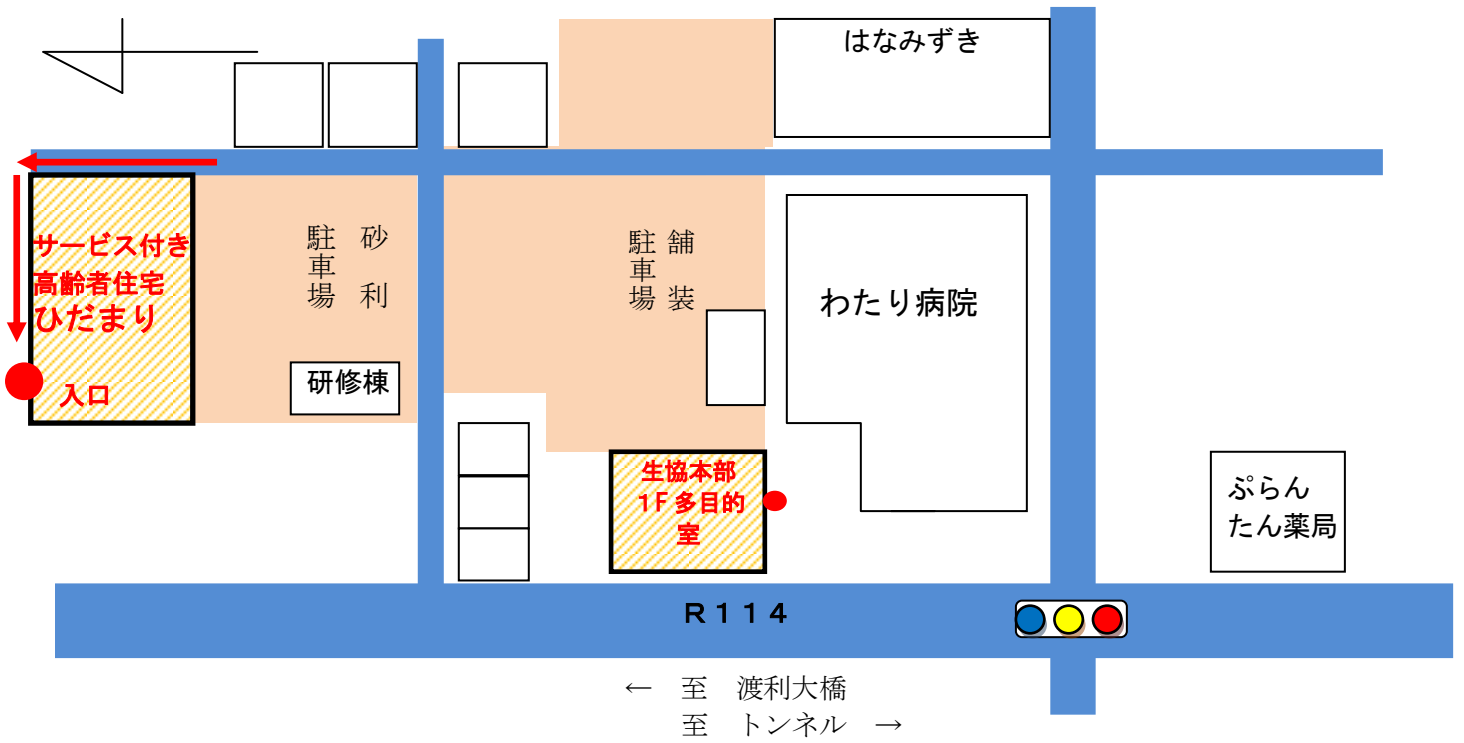 はなみずき
サービス付き
高齢者住宅
ひだまり
入口
砂利
駐車場
研修棟
舗装
駐車場
わたり病院
生協本部
1F多目的
室
ぷらん
たん薬局
R114
← 至 渡利大橋
至 トンネル →